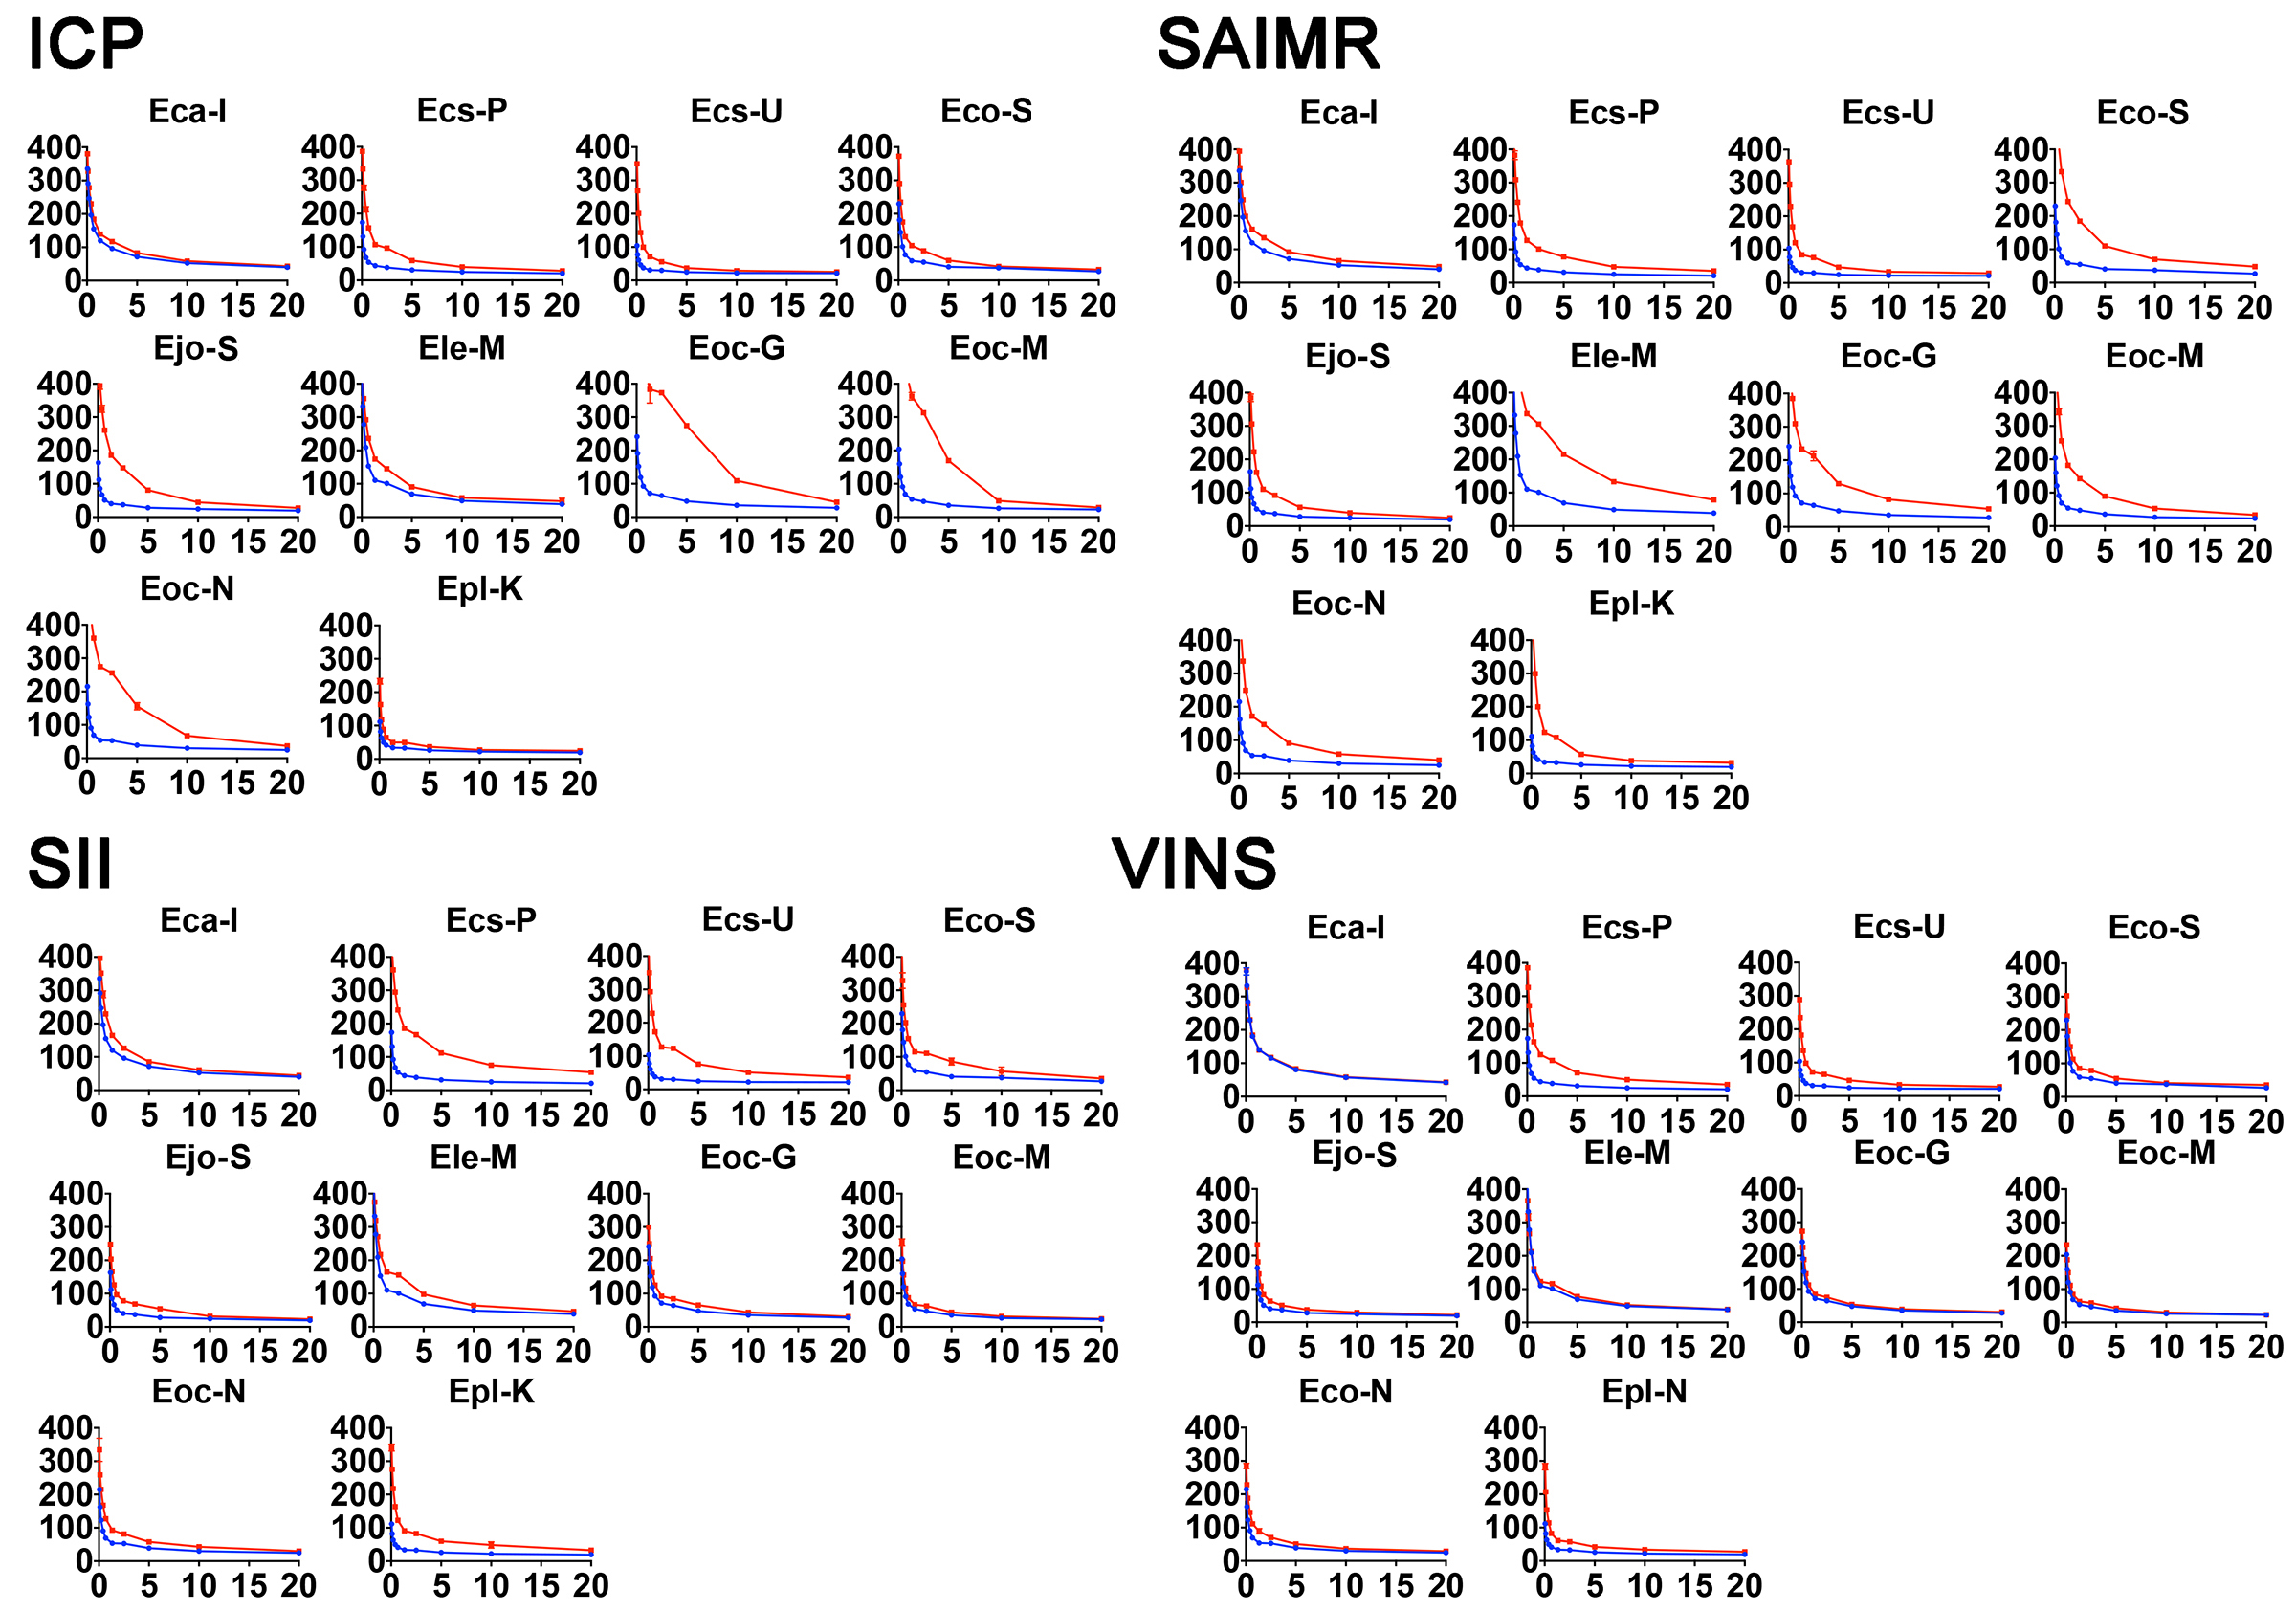 ICP
Eca-I Ecs-P Ecs-U Eco-S
400 400 400 400
300 300 300 300
200 200 200 200
100 100 100 100
0 0 0 0
0 5 10 15 20 0 5 10 15 20 0 5 10 15 20 0 5 10 15 20
Ejo-S Ele-M Eoc-G Eoc-M
400 400 400 400
300 300 300 300
200 200 200 200
100 100 100 100
0 0 0 0
0 5 10 15 20 0 5 10 15 20 0 5 10 15 20 0 5 10 15 20
Eoc-N Epl-K
400 400
300 300
200 200
100 100
0 0
0 5 10 15 20 0 5 10 15 20
SAIMR
Eca-I Ecs-P Ecs-U Eco-S
400 400 400 400
300 300 300 300
200 200 200 200
100 100 100 100
0 0 0 0
0 5 10 15 20 0 5 10 15 20 0 5 10 15 20 0 5 10 15 20
Ejo-S Ele-M Eoc-G Eoc-M
400 400 400 400
300 300 300 300
200 200 200 200
100 100 100 100
0 0 0 0
0 5 10 15 20 0 5 10 15 20 0 5 10 15 20 0 5 10 15 20
Eoc-N Epl-K
400 400
300 300
200 200
100 100
0 0
0 5 10 15 20 0 5 10 15 20
SII
Eca-I Ecs-P Ecs-U Eco-S
400 400 400 400
300 300 300 300
200 200 200 200
100 100 100 100
0 0 0 0
0 5 10 15 20 0 5 10 15 20 0 5 10 15 20 0 5 10 15 20
Ejo-S Ele-M Eoc-G Eoc-M
400 400 400 400
300 300 300 300
200 200 200 200
100 100 100 100
0 0 0 0
0 5 10 15 20 0 5 10 15 20 0 5 10 15 20 0 5 10 15 20
Eoc-N Epl-K
400 400
300 300
200 200
100 100
0 0
0 5 10 15 20 0 5 10 15 20
VINS
Eca-I Ecs-P Ecs-U Eco-S
400 400 400 400
300 300 300 300
200 200 200 200
100 100 100 100
0 0 0 0
0 5 10 15 20 0 5 10 15 20 0 5 10 15 20 0 5 10 15 20
Ejo-S Ele-M Eoc-G Eoc-M
400 400 400 400
300 300 300 300
200 200 200 200
100 100 100 100
0 0 0 0
0 5 10 15 20 0 5 10 15 20 0 5 10 15 20 0 5 10 15 20
Eco-N Epl-N
400 400
300 300
200 200
100 100
0 0
0 5 10 15 20 0 5 10 15 20